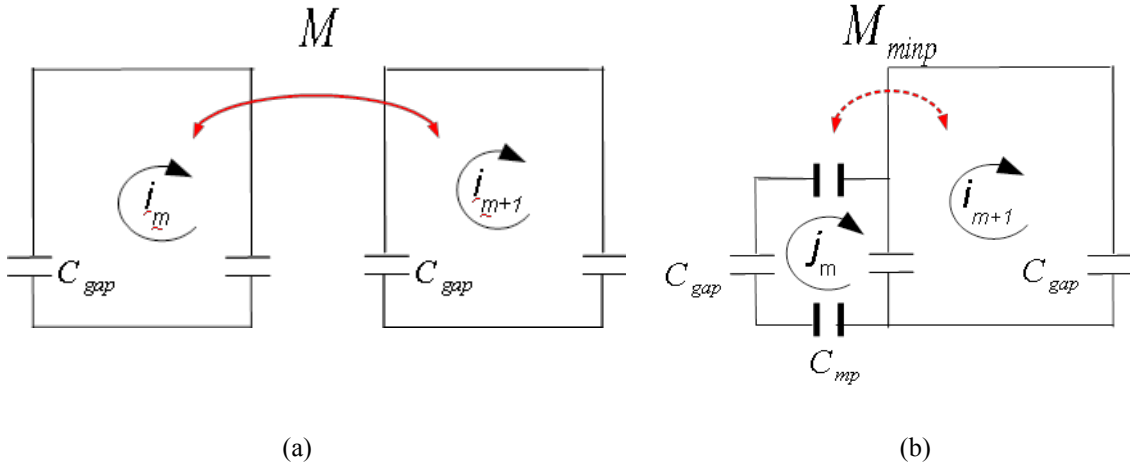 M
i_m
i_m+1
C_gap
C_gap
(a)
M_minp
j_m
i_m+1
C_gap
C_gap
C_mp
(b)